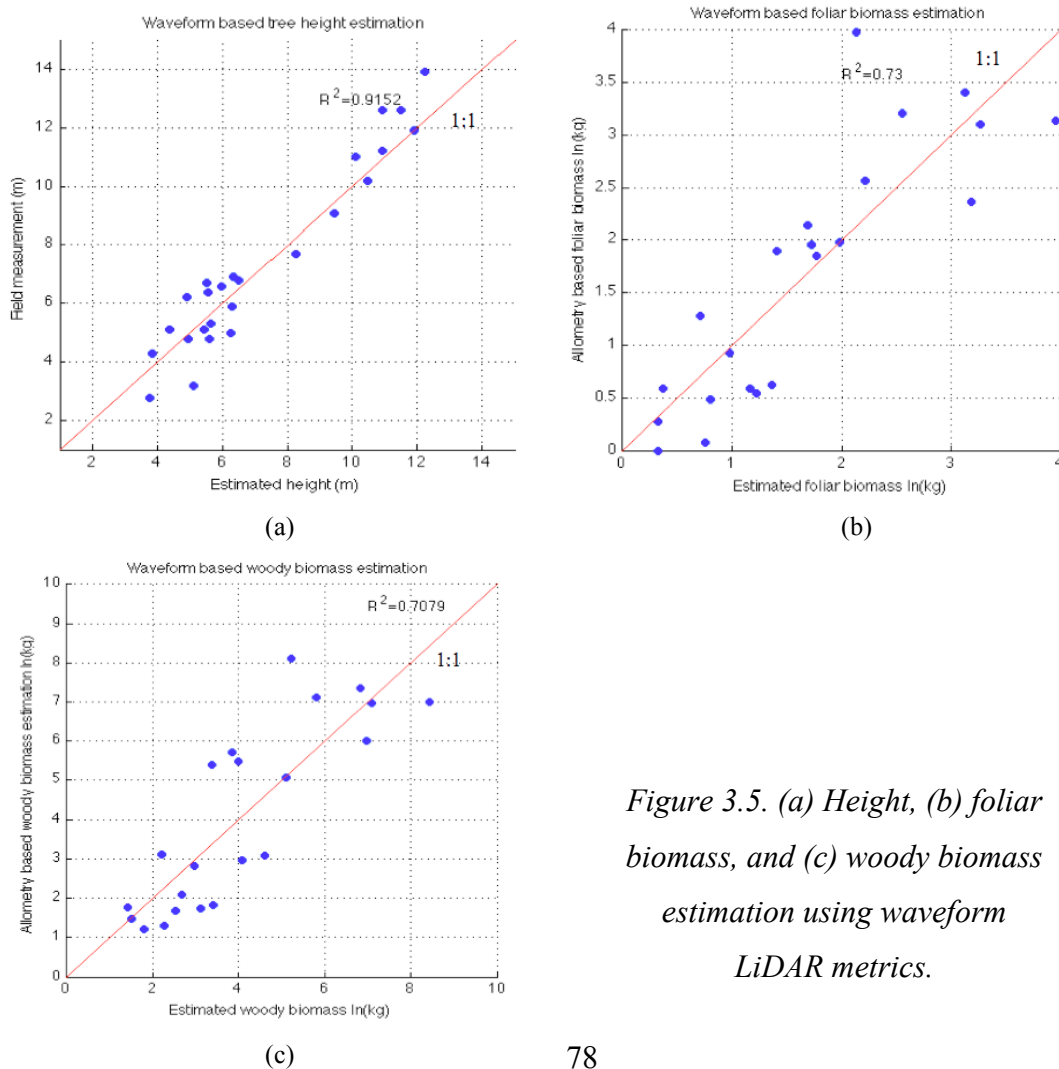 Waveform based tree height estimation
14
12
10
8
6
4
2
Field measurement (m)
R²=0.9152
1:1
2 4 6 8 10 12 14
Estimated height (m)
(a)
Waveform based foliar biomass estimation
4
3.5
3
2.5
2
1.5
1
0.5
0
Allometry based foliar biomass ln(kg)
R²=0.73
1:1
0 1 2 3 4
Estimated foliar biomass ln(kg)
(b)
Waveform based woody biomass estimation
10
9
8
7
6
5
4
3
2
1
0
Allometry based woody biomass estimation ln(kg)
R²=0.7079
1:1
0 2 4 6 8 10
Estimated woody biomass ln(kg)
(c)
Figure 3.5. (a) Height, (b) foliar
biomass, and (c) woody biomass
estimation using waveform
LiDAR metrics.
78